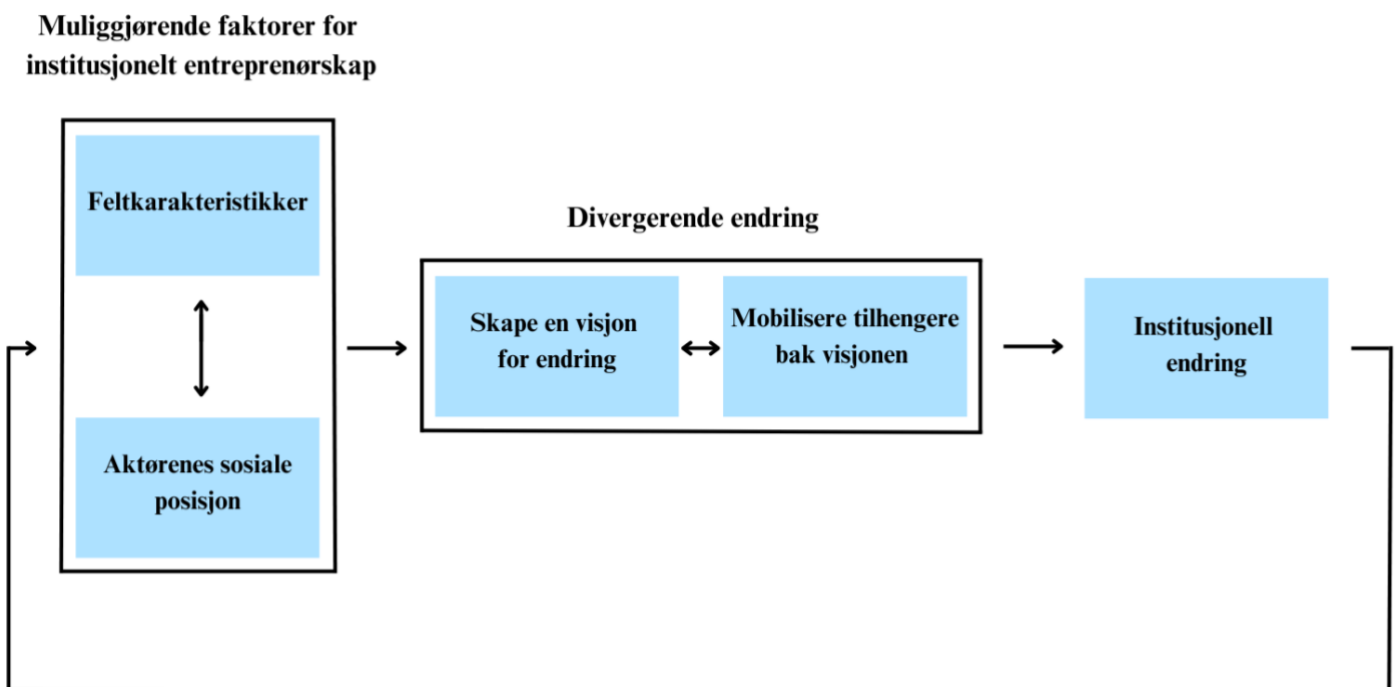 Muliggjørende faktorer for
institusjonelt entreprenørskap
Feltkarakteristikker
Aktørenes sosiale
posisjon
Divergerende endring
Skape en visjon
for endring
Mobilisere tilhengere
bak visjonen
Institusjonell
endring